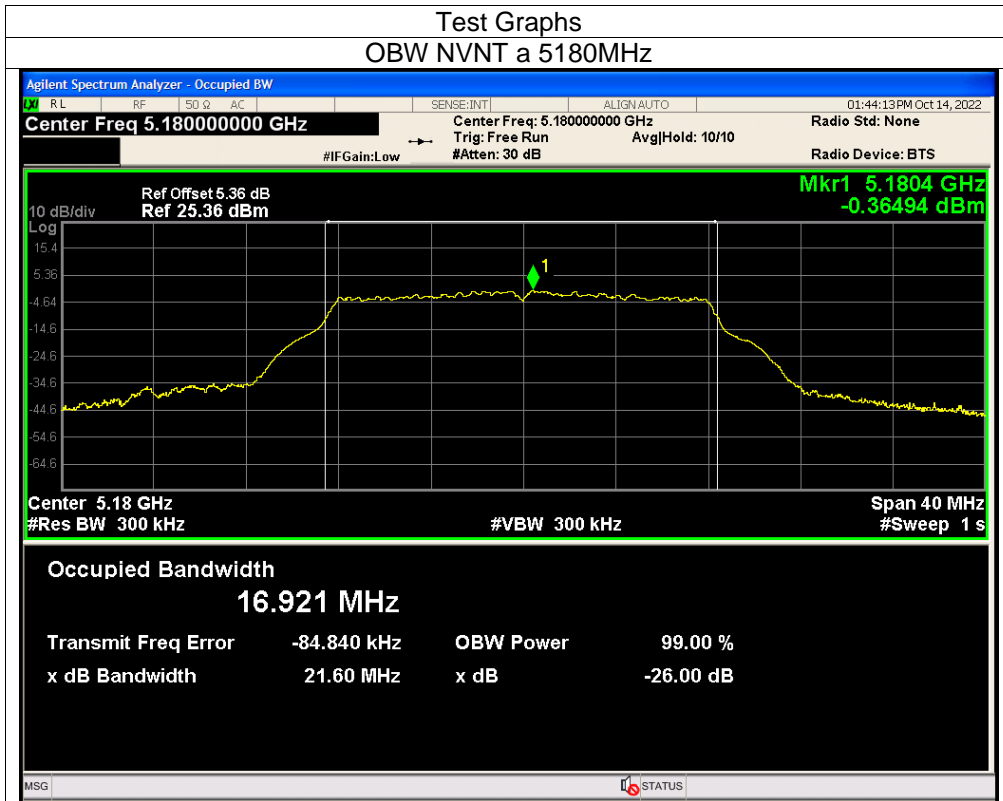 Test Graphs
OBW NVNT a 5180MHz
Agilent Spectrum Analyzer - Occupied BW
LXI RL RF 50 Ω AC SENSE:INT ALIGN AUTO 01:44:13 PM Oct 14, 2022
Center Freq 5.180000000 GHz Center Freq: 5.180000000 GHz Radio Std: None
Trig: Free Run Avg|Hold: 10/10
#IFGain:Low #Atten: 30 dB Radio Device: BTS
Ref Offset 5.36 dB Mkr1 5.1804 GHz
10 dB/div Ref 25.36 dBm -0.36494 dBm
Log
15.4
1
5.36
-4.64
-14.6
-24.6
-34.6
-44.6
-54.6
-64.6
Center 5.18 GHz Span 40 MHz
#Res BW 300 kHz #VBW 300 kHz #Sweep 1 s
Occupied Bandwidth
16.921 MHz
Transmit Freq Error -84.840 kHz OBW Power 99.00 %
x dB Bandwidth 21.60 MHz x dB -26.00 dB
MSG STATUS